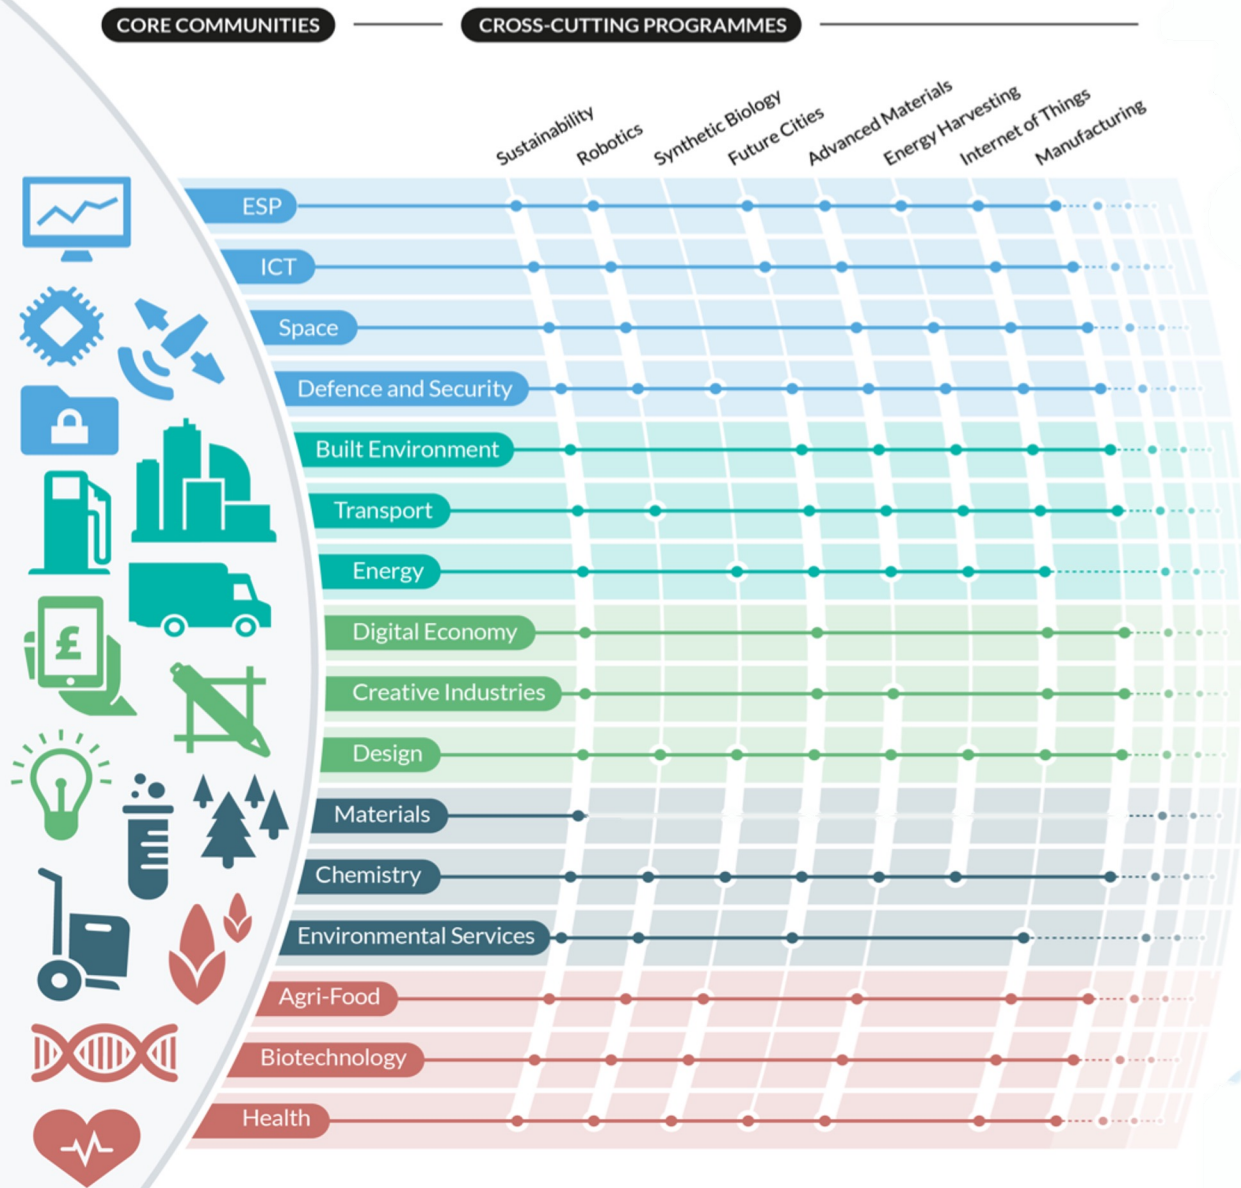 CORE COMMUNITIES
CROSS-CUTTING PROGRAMMES
Sustainability
Robotics
Synthetic Biology
Future Cities
Advanced Materials
Energy Harvesting
Internet of Things
Manufacturing
ESP
ICT
Space
Defence and Security
Built Environment
Transport
Energy
£
Digital Economy
Creative Industries
Design
Materials
Chemistry
Environmental Services
Agri-Food
Biotechnology
Health